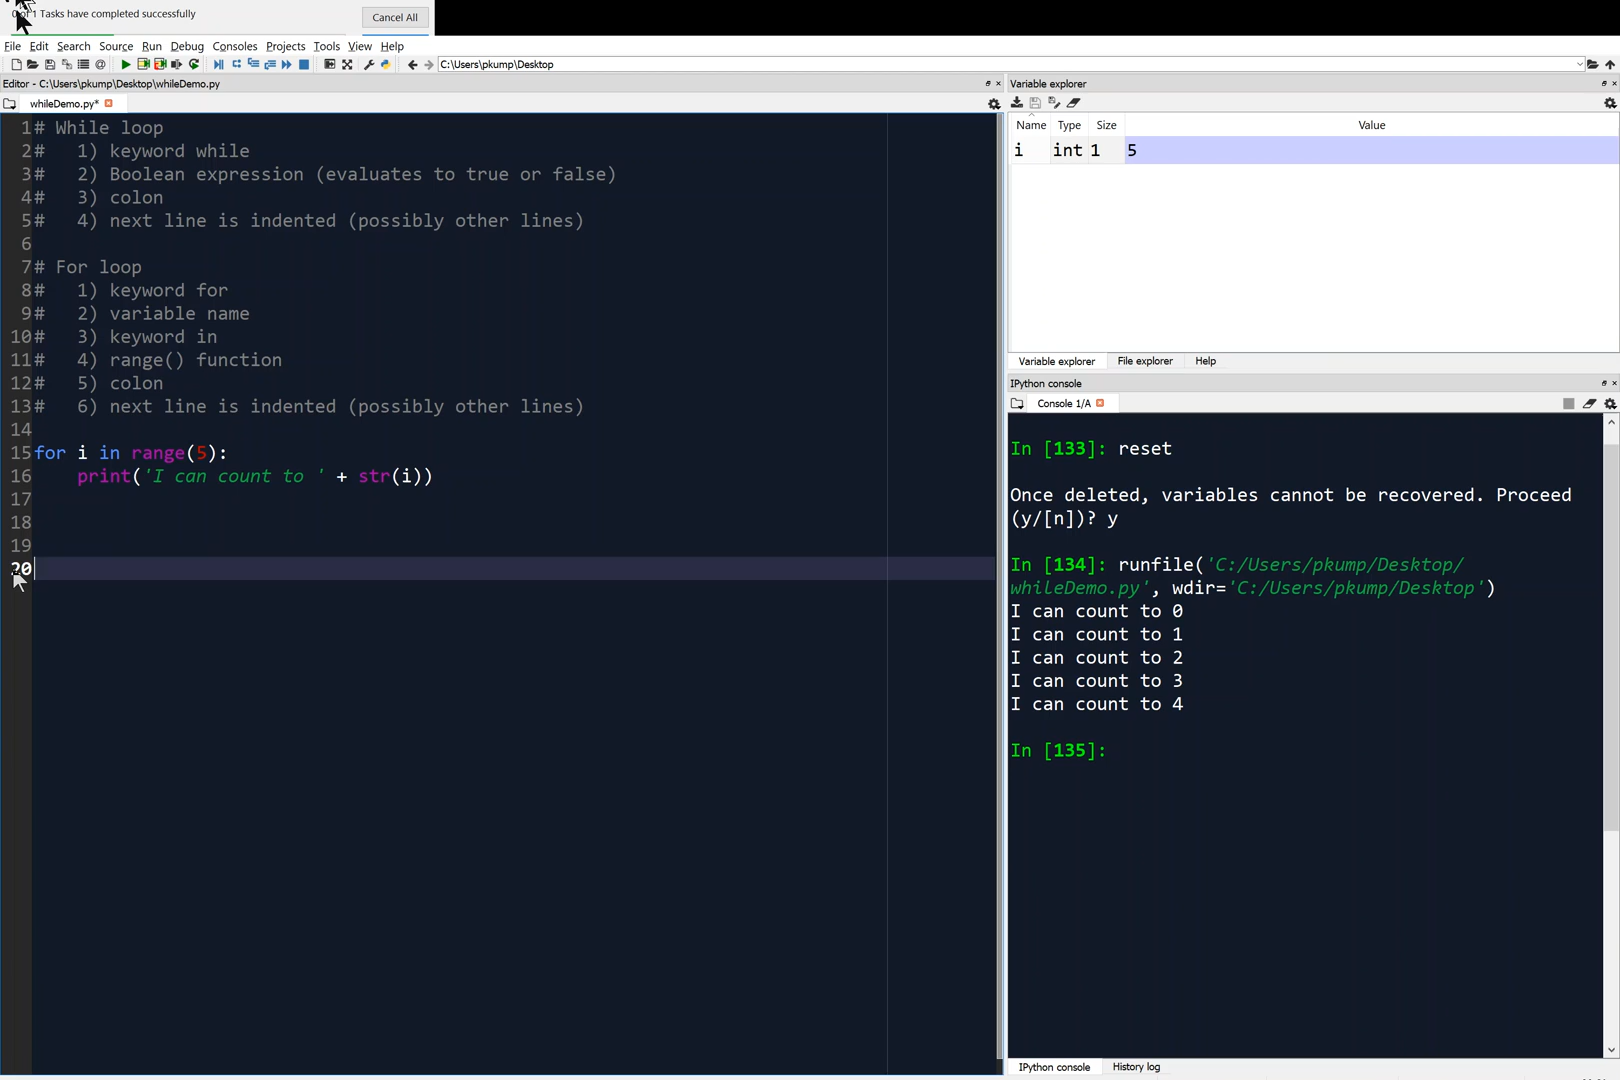 0 of 1 Tasks have completed successfully
Cancel All
File Edit Search Source Run Debug Consoles Projects Tools View Help
C:\Users\pkump\Desktop
Editor - C:\Users\pkump\Desktop\whileDemo.py
whileDemo.py*
1 # While loop
2 #   1) keyword while
3 #   2) Boolean expression (evaluates to true or false)
4 #   3) colon
5 #   4) next line is indented (possibly other lines)
6
7 # For loop
8 #   1) keyword for
9 #   2) variable name
10 #   3) keyword in
11 #   4) range() function
12 #   5) colon
13 #   6) next line is indented (possibly other lines)
14
15 for i in range(5):
16     print('I can count to ' + str(i))
17
18
19
20
Variable explorer
Name Type Size Value
i int 1 5
Variable explorer File explorer Help
IPython console
Console 1/A
In [133]: reset
Once deleted, variables cannot be recovered. Proceed
(y/[n])? y
In [134]: runfile('C:/Users/pkump/Desktop/
whileDemo.py', wdir='C:/Users/pkump/Desktop')
I can count to 0
I can count to 1
I can count to 2
I can count to 3
I can count to 4
In [135]:
IPython console History log